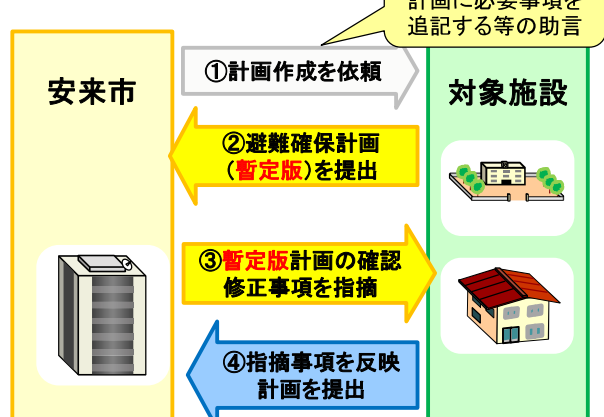 計画に必要事項を
追記する等の助言
安来市
①計画作成を依頼
対象施設
②避難確保計画
(暫定版)を提出
③暫定版計画の確認
修正事項を指摘
④指摘事項を反映
計画を提出